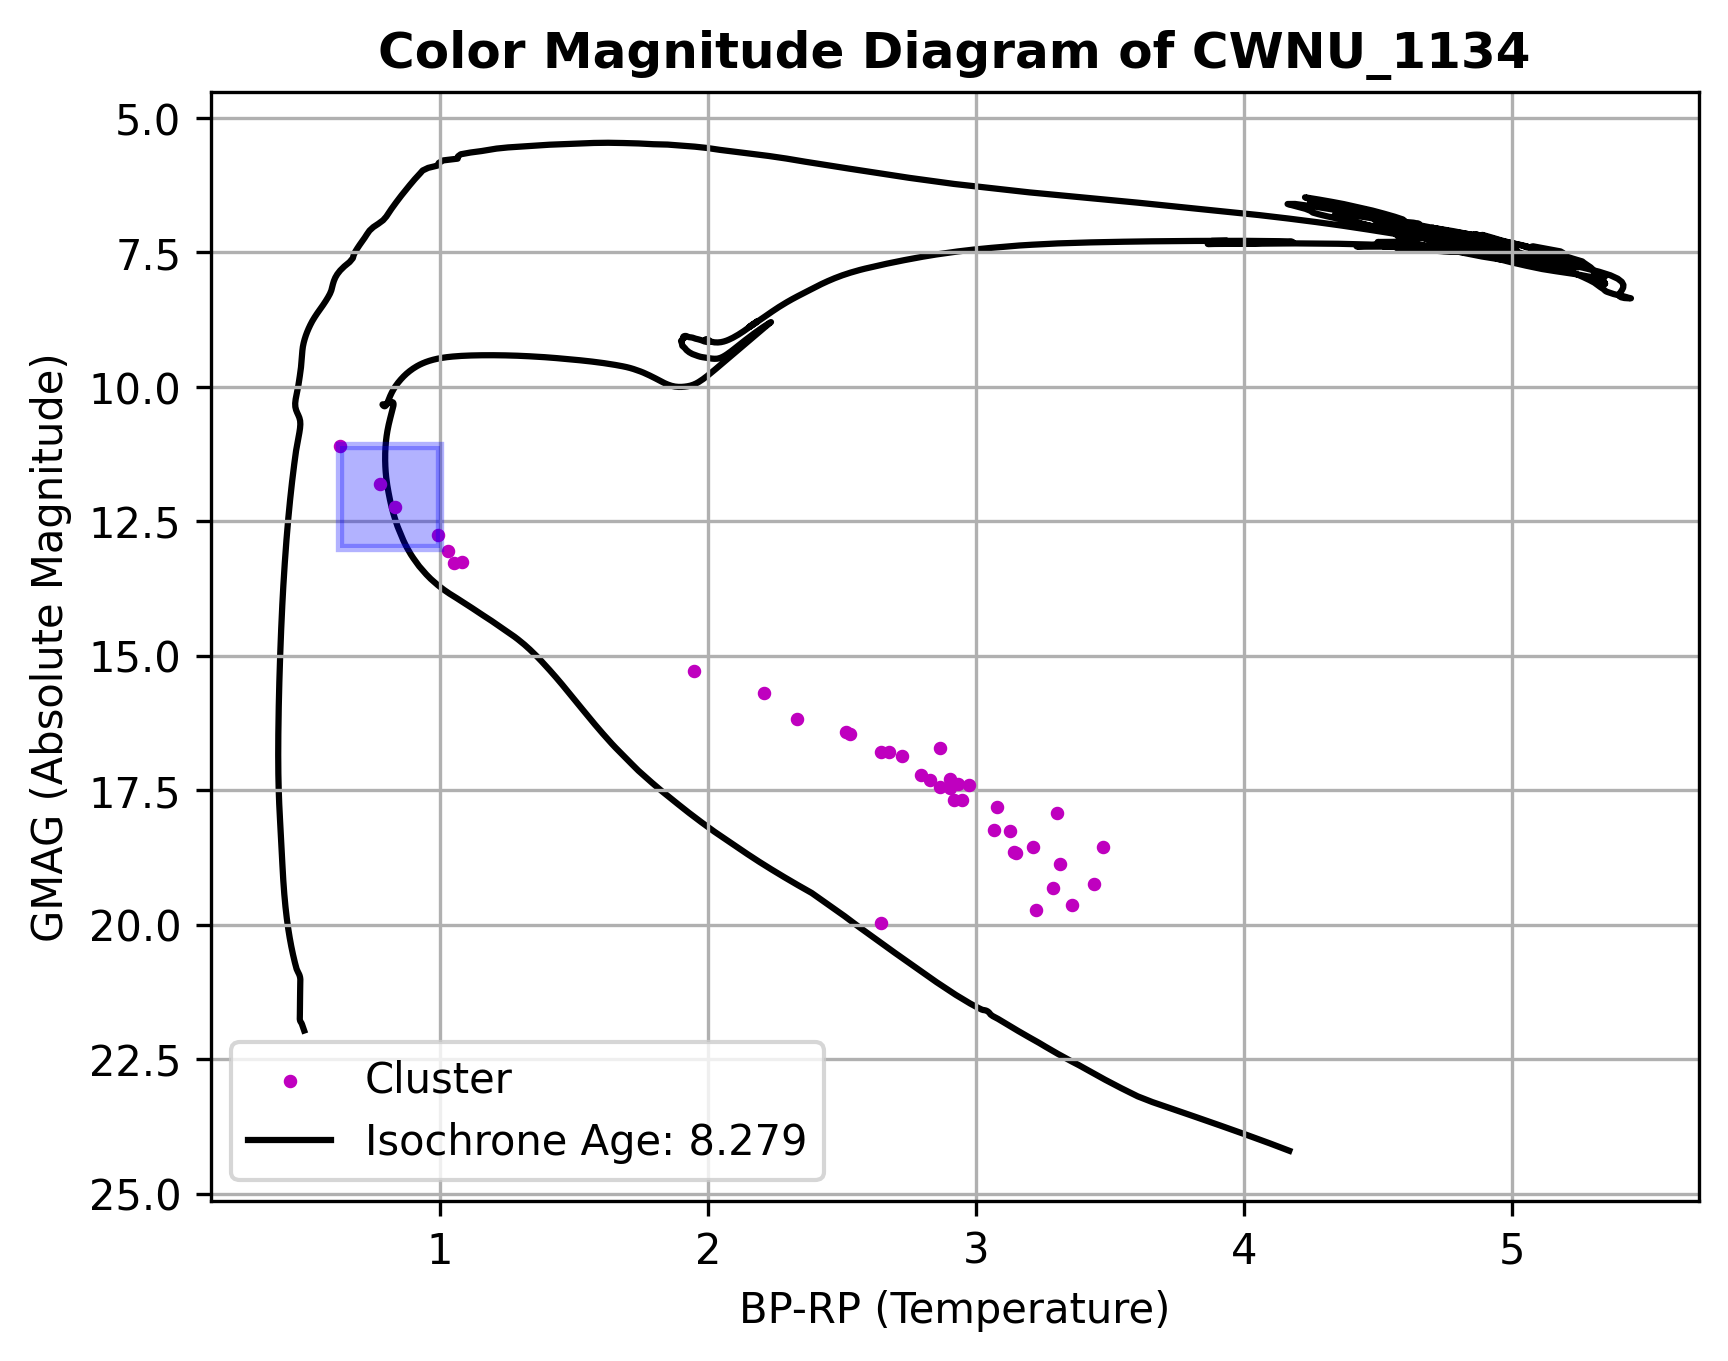 Color Magnitude Diagram of CWNU_1134
GMAG (Absolute Magnitude)
5.0
7.5
10.0
12.5
15.0
17.5
20.0
22.5
25.0
Cluster
Isochrone Age: 8.279
1 2 3 4 5
BP-RP (Temperature)